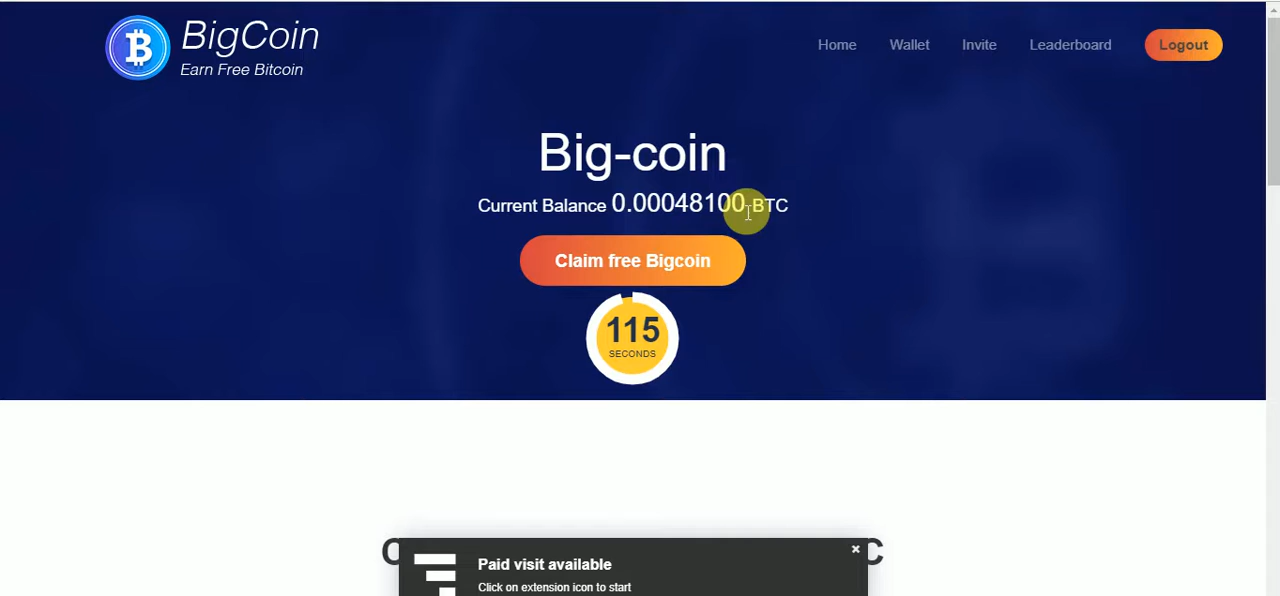 BigCoin
Earn Free Bitcoin
Home Wallet Invite Leaderboard Logout
Big-coin
Current Balance 0.00048100 BTC
Claim free Bigcoin
115
SECONDS
Paid visit available
Click on extension icon to start